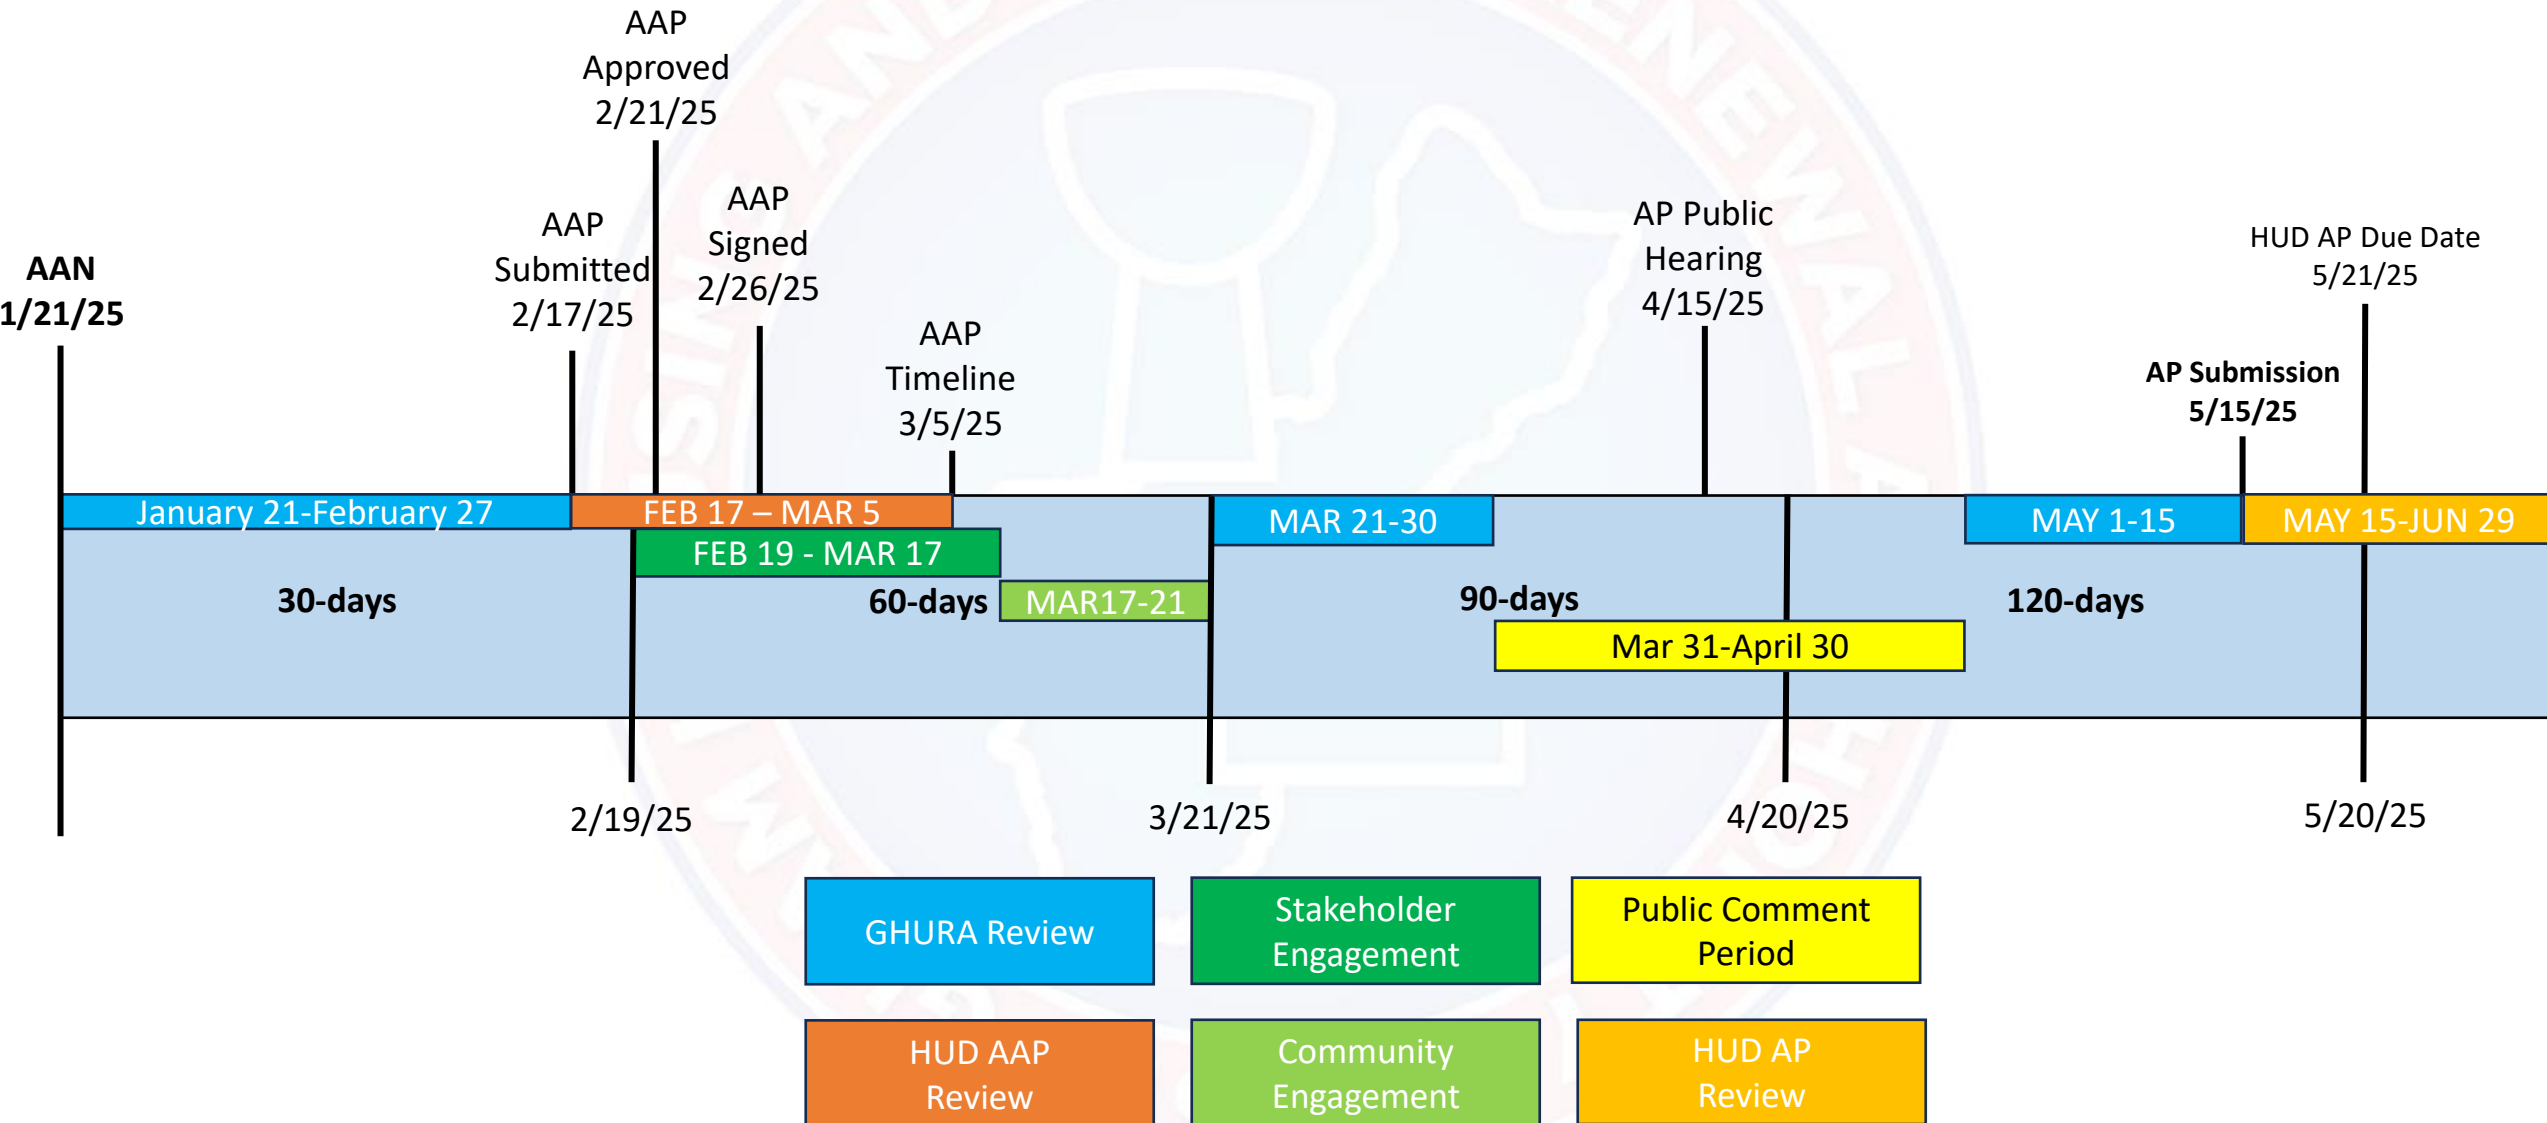 AAP
Approved
2/21/25
AAP
Submitted
2/17/25
AAP
Signed
2/26/25
AAN
1/21/25
AAP
Timeline
3/5/25
AP Public
Hearing
4/15/25
HUD AP Due Date
5/21/25
AP Submission
5/15/25
January 21-February 27
FEB 17 – MAR 5
MAR 21-30
MAY 1-15
MAY 15-JUN 29
FEB 19 - MAR 17
30-days
60-days
MAR17-21
90-days
120-days
Mar 31-April 30
2/19/25
3/21/25
4/20/25
5/20/25
GHURA Review
Stakeholder
Engagement
Public Comment
Period
HUD AAP
Review
Community
Engagement
HUD AP
Review